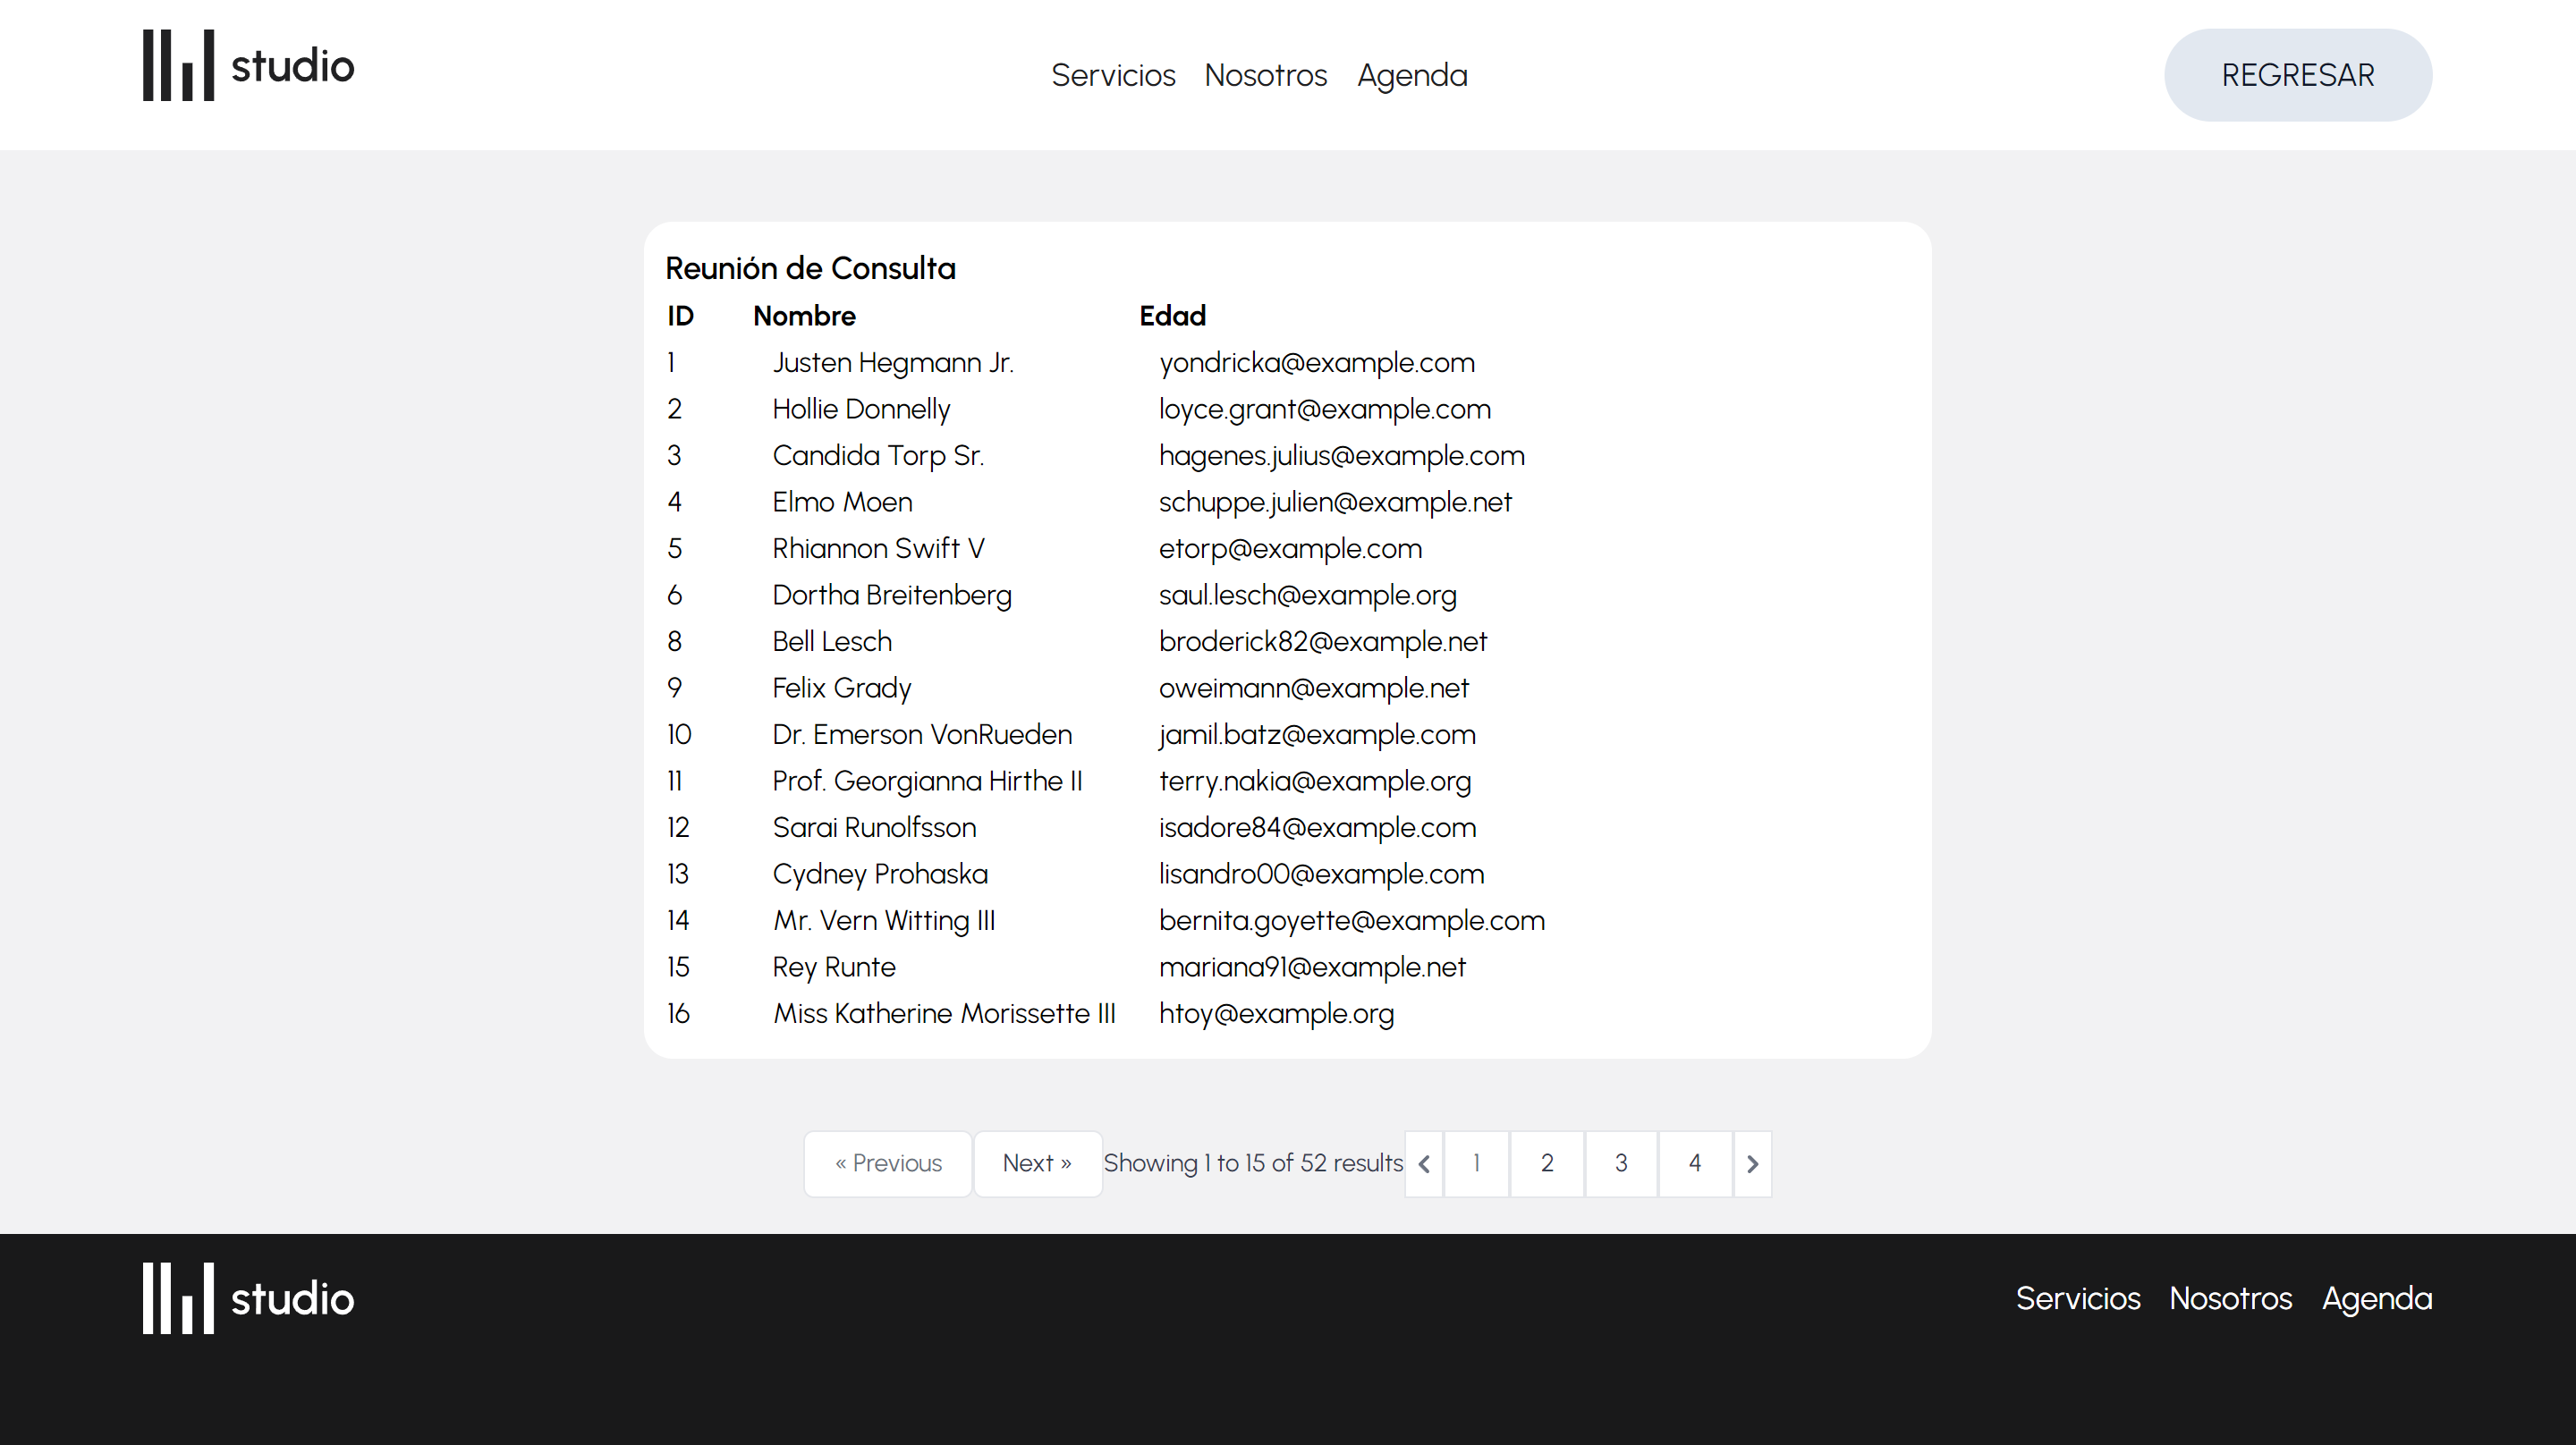 studio
Servicios Nosotros Agenda
REGRESAR
Reunión de Consulta
ID Nombre Edad
1 Justen Hegmann Jr. yondricka@example.com
2 Hollie Donnelly loyce.grant@example.com
3 Candida Torp Sr. hagenes.julius@example.com
4 Elmo Moen schuppe.julien@example.net
5 Rhiannon Swift V etorp@example.com
6 Dortha Breitenberg saul.lesch@example.org
8 Bell Lesch broderick82@example.net
9 Felix Grady oweimann@example.net
10 Dr. Emerson VonRueden jamil.batz@example.com
11 Prof. Georgianna Hirthe II terry.nakia@example.org
12 Sarai Runolfsson isadore84@example.com
13 Cydney Prohaska lisandro00@example.com
14 Mr. Vern Witting III bernita.goyette@example.com
15 Rey Runte mariana91@example.net
16 Miss Katherine Morissette III htoy@example.org
« Previous Next » Showing 1 to 15 of 52 results 1 2 3 4
studio
Servicios Nosotros Agenda